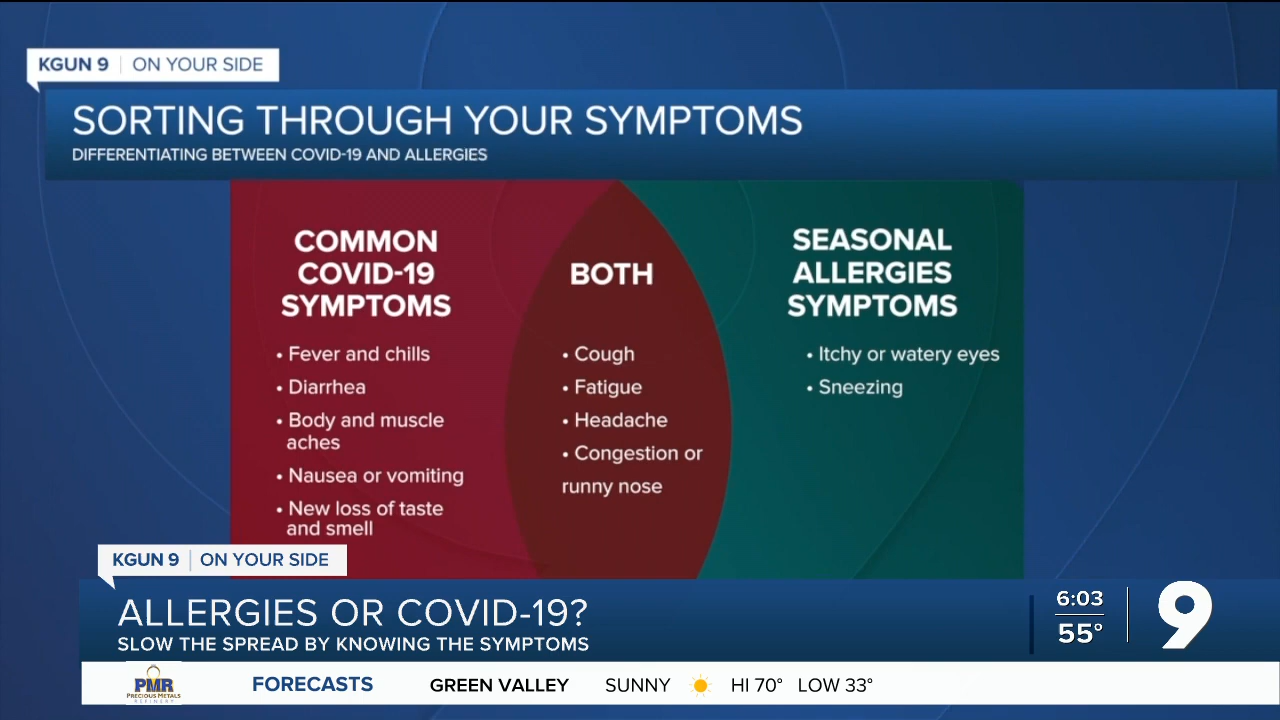 KGUN 9 | ON YOUR SIDE
SORTING THROUGH YOUR SYMPTOMS
DIFFERENTIATING BETWEEN COVID-19 AND ALLERGIES
COMMON
COVID-19
SYMPTOMS
• Fever and chills
• Diarrhea
• Body and muscle
aches
• Nausea or vomiting
• New loss of taste
and smell
BOTH
• Cough
• Fatigue
• Headache
• Congestion or
runny nose
SEASONAL
ALLERGIES
SYMPTOMS
• Itchy or watery eyes
• Sneezing
KGUN 9 | ON YOUR SIDE
ALLERGIES OR COVID-19?
SLOW THE SPREAD BY KNOWING THE SYMPTOMS
6:03
55°
9
PMR
PRECIOUS METALS
REFINERY
FORECASTS
GREEN VALLEY SUNNY HI 70° LOW 33°